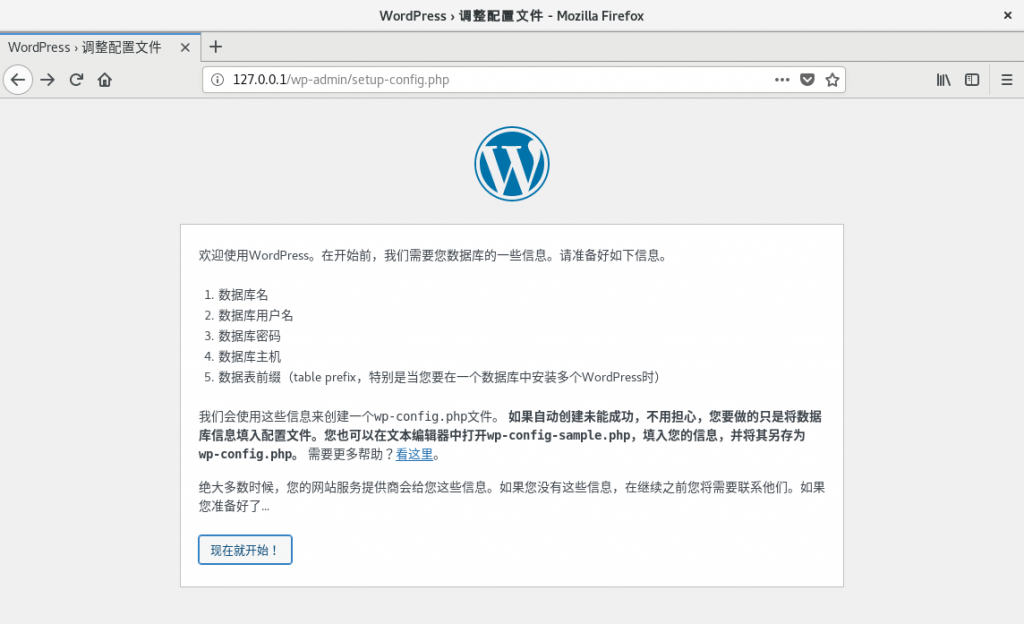 WordPress › 调整配置文件 - Mozilla Firefox
WordPress › 调整配置文件
127.0.0.1/wp-admin/setup-config.php
欢迎使用WordPress。在开始前，我们需要您数据库的一些信息。请准备好如下信息。
1. 数据库名
2. 数据库用户名
3. 数据库密码
4. 数据库主机
5. 数据表前缀（table prefix，特别是当您要在一个数据库中安装多个WordPress时）
我们会使用这些信息来创建一个wp-config.php文件。 如果自动创建未能成功，不用担心，您要做的只是将数据
库信息填入配置文件。您也可以在文本编辑器中打开wp-config-sample.php，填入您的信息，并将其另存为
wp-config.php。 需要更多帮助？看这里。
绝大多数时候，您的网站服务提供商会给您这些信息。如果您没有这些信息，在继续之前您将需要联系他们。如果
您准备好了…
现在就开始！